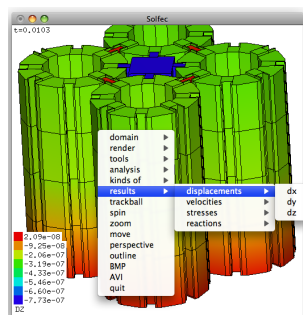 Solfec
t=0.0103
domain
render
tools
analysis
kinds of
results
displacements
dx
trackball
velocities
dy
spin
stresses
dz
zoom
reactions
move
perspective
outline
BMP
AVI
quit
2.09e-08
-9.25e-08
-2.06e-07
-3.19e-07
-4.33e-07
-5.46e-07
-6.60e-07
-7.73e-07
DZ